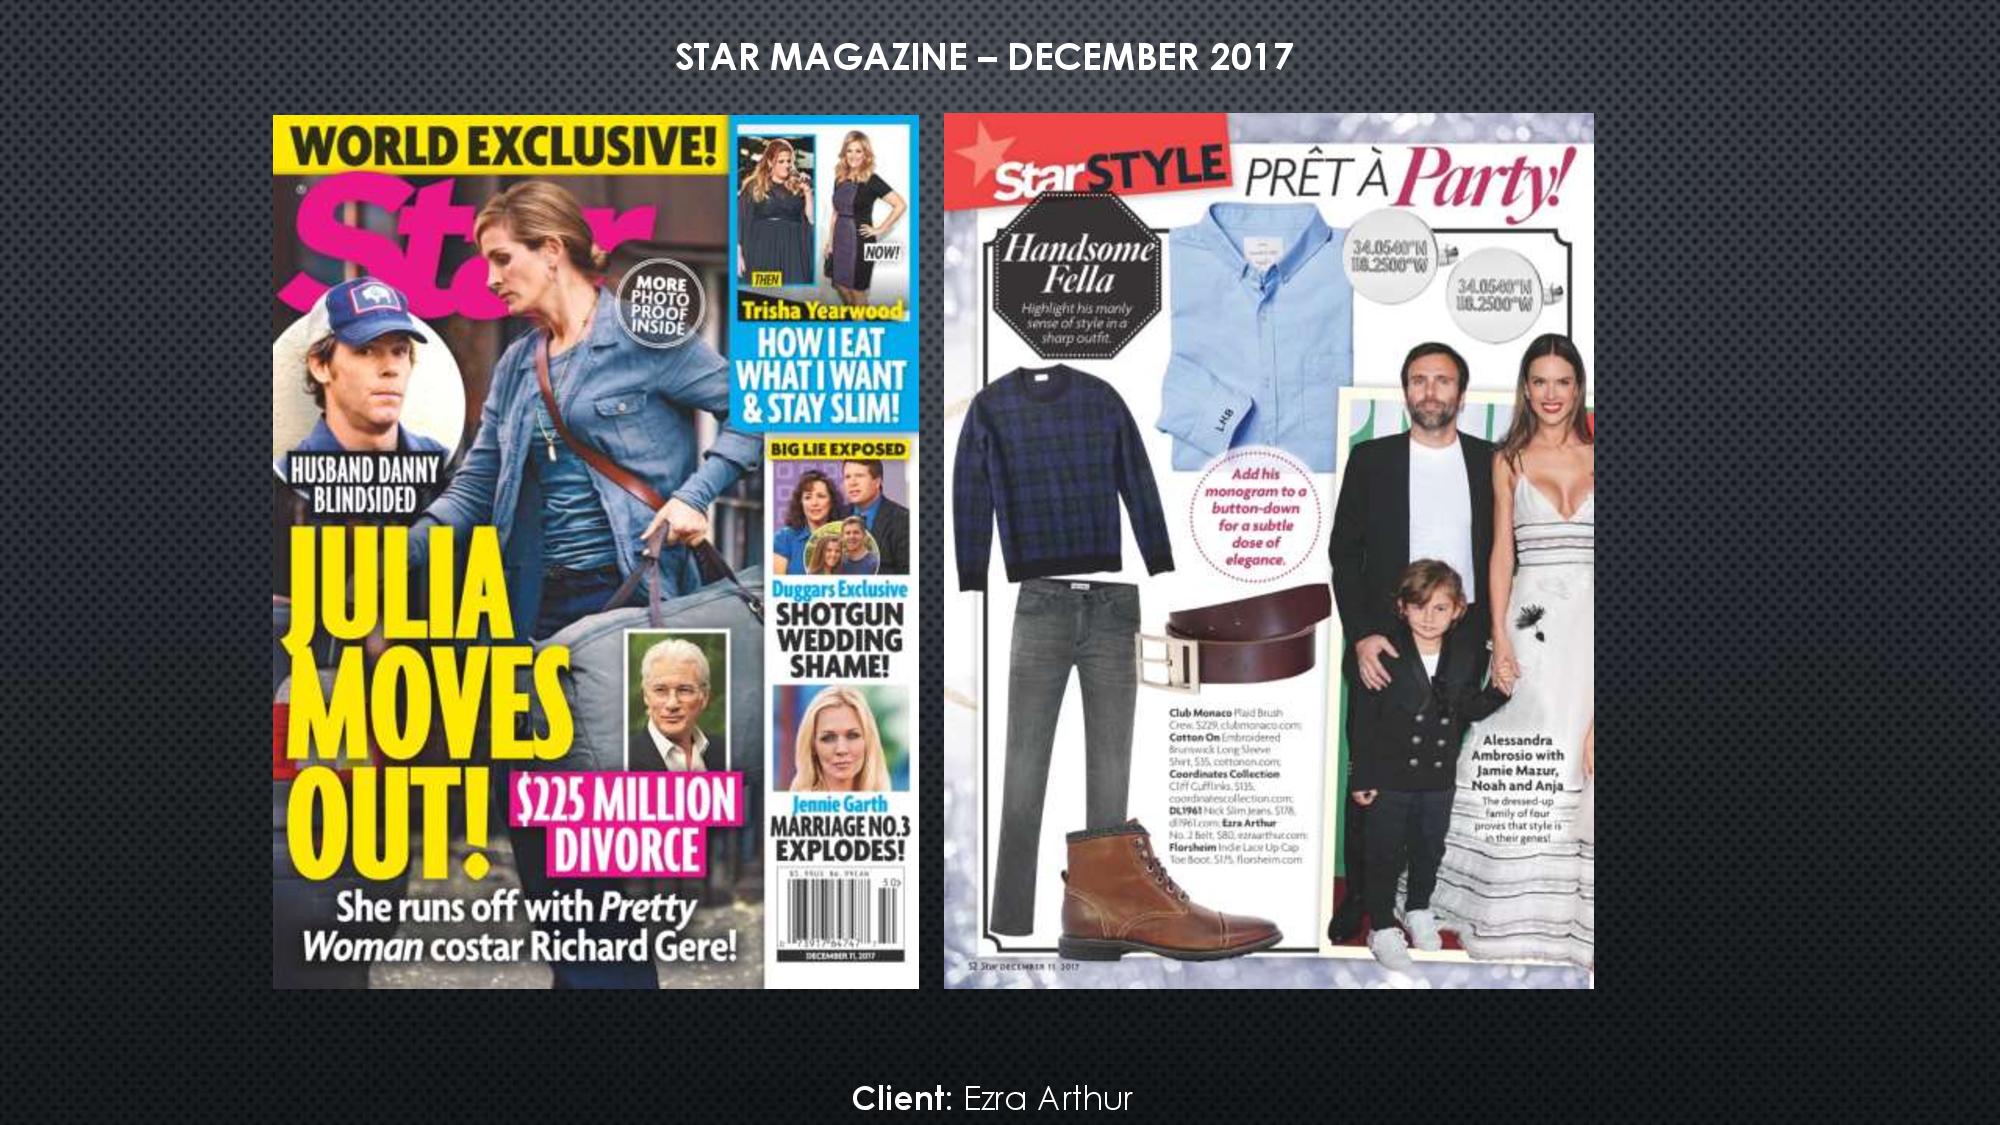 STAR MAGAZINE – DECEMBER 2017
WORLD EXCLUSIVE!
Star
®
MORE
PHOTO
PROOF
INSIDE
HUSBAND DANNY
BLINDSIDED
JULIA
MOVES
OUT!
$225 MILLION
DIVORCE
She runs off with Pretty
Woman costar Richard Gere!
THEN
NOW!
Trisha Yearwood
HOW I EAT
WHAT I WANT
& STAY SLIM!
BIG LIE EXPOSED
Duggars Exclusive
SHOTGUN
WEDDING
SHAME!
Jennie Garth
MARRIAGE NO.3
EXPLODES!
DECEMBER 11, 2017
StarSTYLE
PRÊT À Party!
Handsome
Fella
Highlight his manly
sense of style in a
sharp outfit.
34.0540°N
118.2500°W
34.0540°N
118.2500°W
L.H.B
Add his
monogram to a
button-down
for a subtle
dose of
elegance.
Club Monaco Plaid Brush
Crew, $229, clubmonaco.com;
Cotton On Embroidered
Brunswick Long Sleeve
Shirt, $35, cottonon.com;
Coordinates Collection
Cliff Cufflinks, $135,
coordinatescollection.com;
DL1961 Nick Slim Jeans, $178,
dl1961.com; Ezra Arthur
No. 2 Belt, $80, ezraarthur.com;
Florsheim Indie Lace Up Cap
Toe Boot, $175, florsheim.com
Alessandra
Ambrosio with
Jamie Mazur,
Noah and Anja
The dressed-up
family of four
proves that style is
in their genes!
52 Star DECEMBER 11, 2017
Client: Ezra Arthur